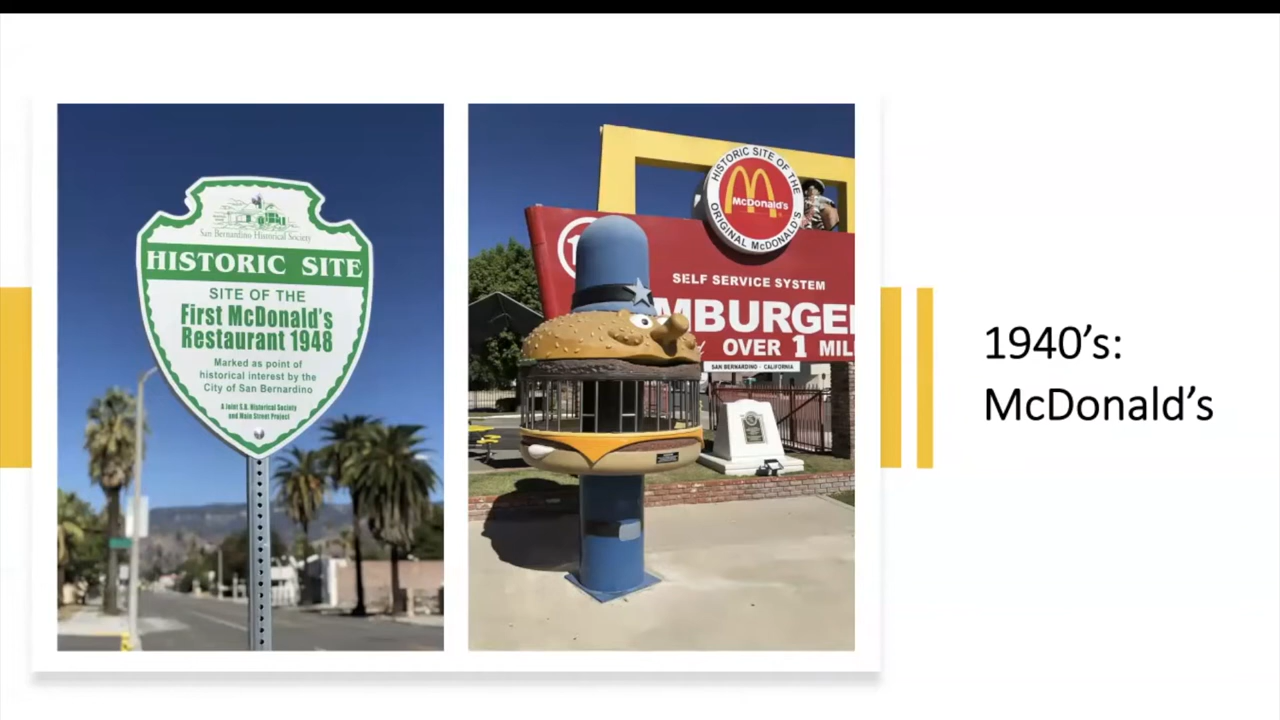 San Bernardino Historical Society
HISTORIC SITE
SITE OF THE
First McDonald's
Restaurant 1948
Marked as point of
historical interest by the
City of San Bernardino
A Joint S.B. Historical Society
and Main Street Project
HISTORIC SITE OF THE
McDonald's
ORIGINAL McDONALD'S
SELF SERVICE SYSTEM
MBURGE
OVER 1 MIL
SAN BERNARDINO · CALIFORNIA
1940's:
McDonald's